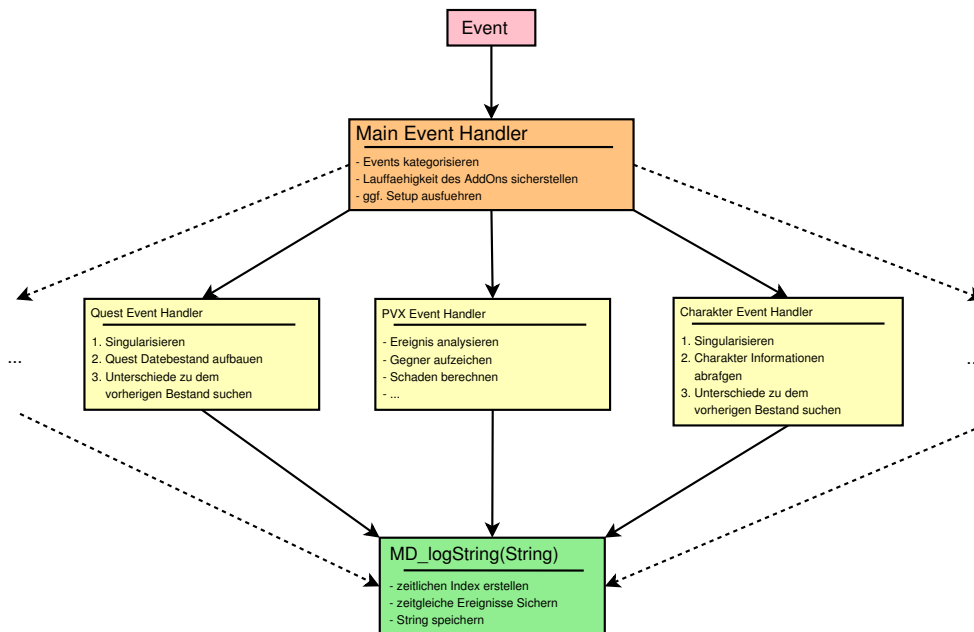 Event
Main Event Handler
- Events kategorisieren
- Lauffaehigkeit des AddOns sicherstellen
- ggf. Setup ausfuehren
...
Quest Event Handler
1. Singularisieren
2. Quest Datebestand aufbauen
3. Unterschiede zu dem
vorherigen Bestand suchen
PVX Event Handler
- Ereignis analysieren
- Gegner aufzeichen
- Schaden berechnen
- ...
Charakter Event Handler
1. Singularisieren
2. Charakter Informationen
abrafgen
3. Unterschiede zu dem
vorherigen Bestand suchen
...
MD_logString(String)
- zeitlichen Index erstellen
- zeitgleiche Ereignisse Sichern
- String speichern